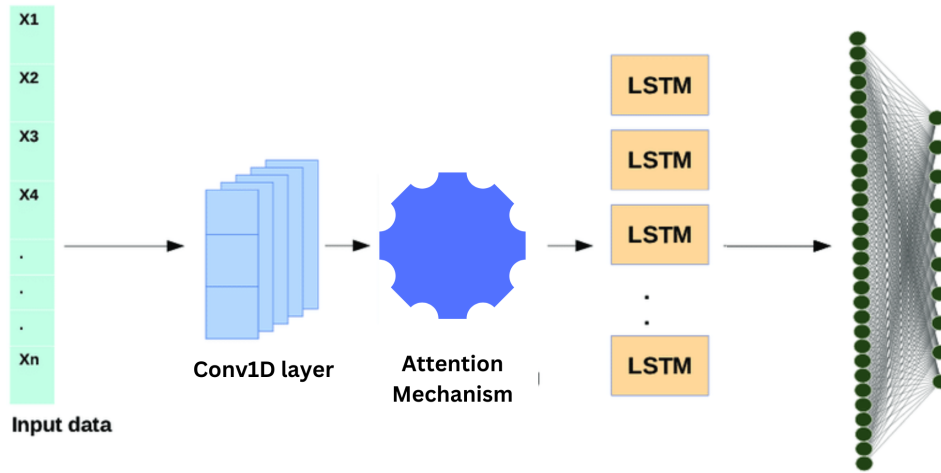 X1
X2
X3
X4
.
.
.
Xn
Input data
Conv1D layer
Attention
Mechanism
LSTM
LSTM
LSTM
.
.
LSTM